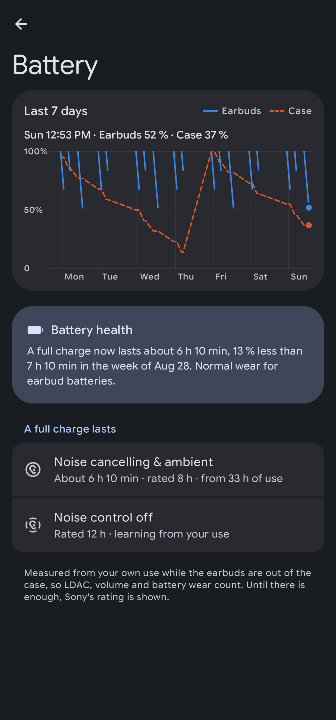 Battery
Last 7 days
Earbuds
Case
Sun 12:53 PM · Earbuds 52 % · Case 37 %
100%
50%
0
Mon
Tue
Wed
Thu
Fri
Sat
Sun
Battery health
A full charge now lasts about 6 h 10 min, 13 % less than
7 h 10 min in the week of Aug 28. Normal wear for
earbud batteries.
A full charge lasts
Noise cancelling & ambient
About 6 h 10 min · rated 8 h · from 33 h of use
Noise control off
Rated 12 h · learning from your use
Measured from your own use while the earbuds are out of the
case, so LDAC, volume and battery wear count. Until there is
enough, Sony's rating is shown.